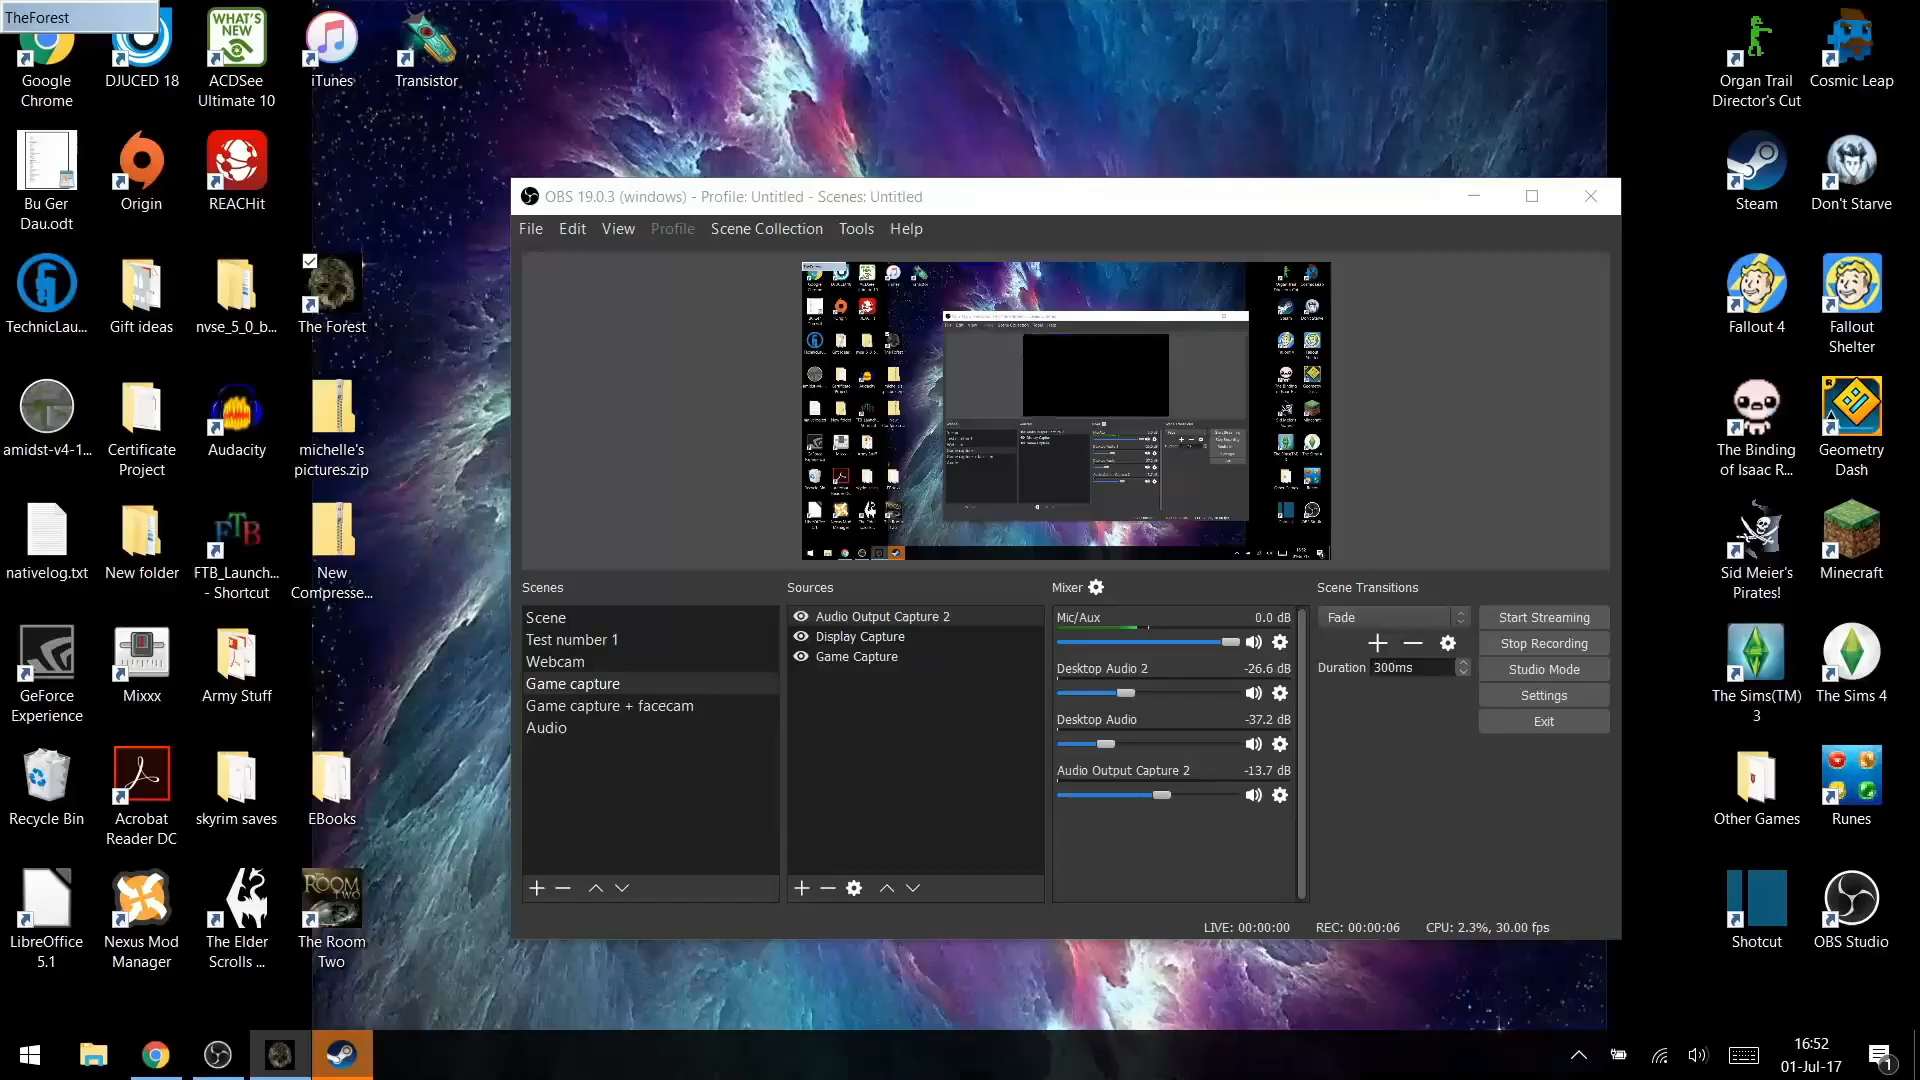 TheForest
Google
Chrome
DJUCED 18
WHAT'S
NEW
ACDSee
Ultimate 10
iTunes
Transistor
Organ Trail
Director's Cut
Cosmic Leap
Bu Ger
Dau.odt
Origin
REACHit
Steam
Don't Starve
TechnicLau...
Gift ideas
nvse_5_0_b...
The Forest
Fallout 4
Fallout
Shelter
amidst-v4-1...
Certificate
Project
Audacity
michelle's
pictures.zip
The Binding
of Isaac R...
Geometry
Dash
nativelog.txt
New folder
FTB
FTB_Launch...
- Shortcut
New
Compresse...
Sid Meier's
Pirates!
Minecraft
GeForce
Experience
Mixxx
Army Stuff
The Sims(TM)
3
The Sims 4
Recycle Bin
Acrobat
Reader DC
skyrim saves
EBooks
Other Games
Runes
LibreOffice
5.1
Nexus Mod
Manager
The Elder
Scrolls ...
THE
ROOM
TWO
The Room
Two
Shotcut
OBS Studio
OBS 19.0.3 (windows) - Profile: Untitled - Scenes: Untitled
File Edit View Profile Scene Collection Tools Help
Scenes
Scene
Test number 1
Webcam
Game capture
Game capture + facecam
Audio
Sources
Audio Output Capture 2
Display Capture
Game Capture
Mixer
Mic/Aux 0.0 dB
Desktop Audio 2 -26.6 dB
Desktop Audio -37.2 dB
Audio Output Capture 2 -13.7 dB
Scene Transitions
Fade
Duration 300ms
Start Streaming
Stop Recording
Studio Mode
Settings
Exit
LIVE: 00:00:00 REC: 00:00:06 CPU: 2.3%, 30.00 fps
16:52
01-Jul-17
1